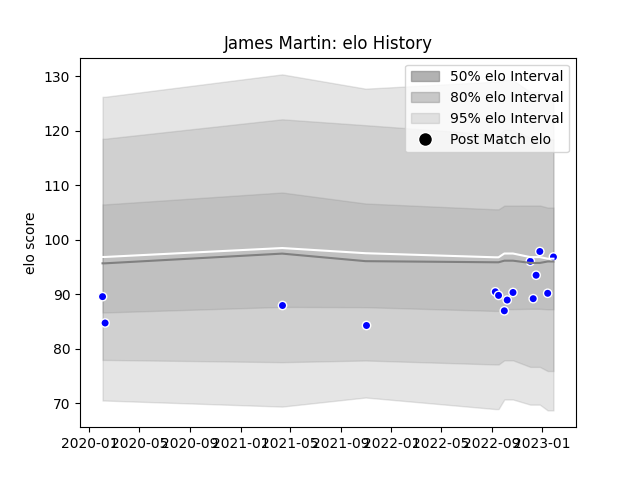 James Martin: elo History
130
120
110
100
90
80
70
elo score
50% elo Interval
80% elo Interval
95% elo Interval
Post Match elo
2020-01 2020-05 2020-09 2021-01 2021-05 2021-09 2022-01 2022-05 2022-09 2023-01